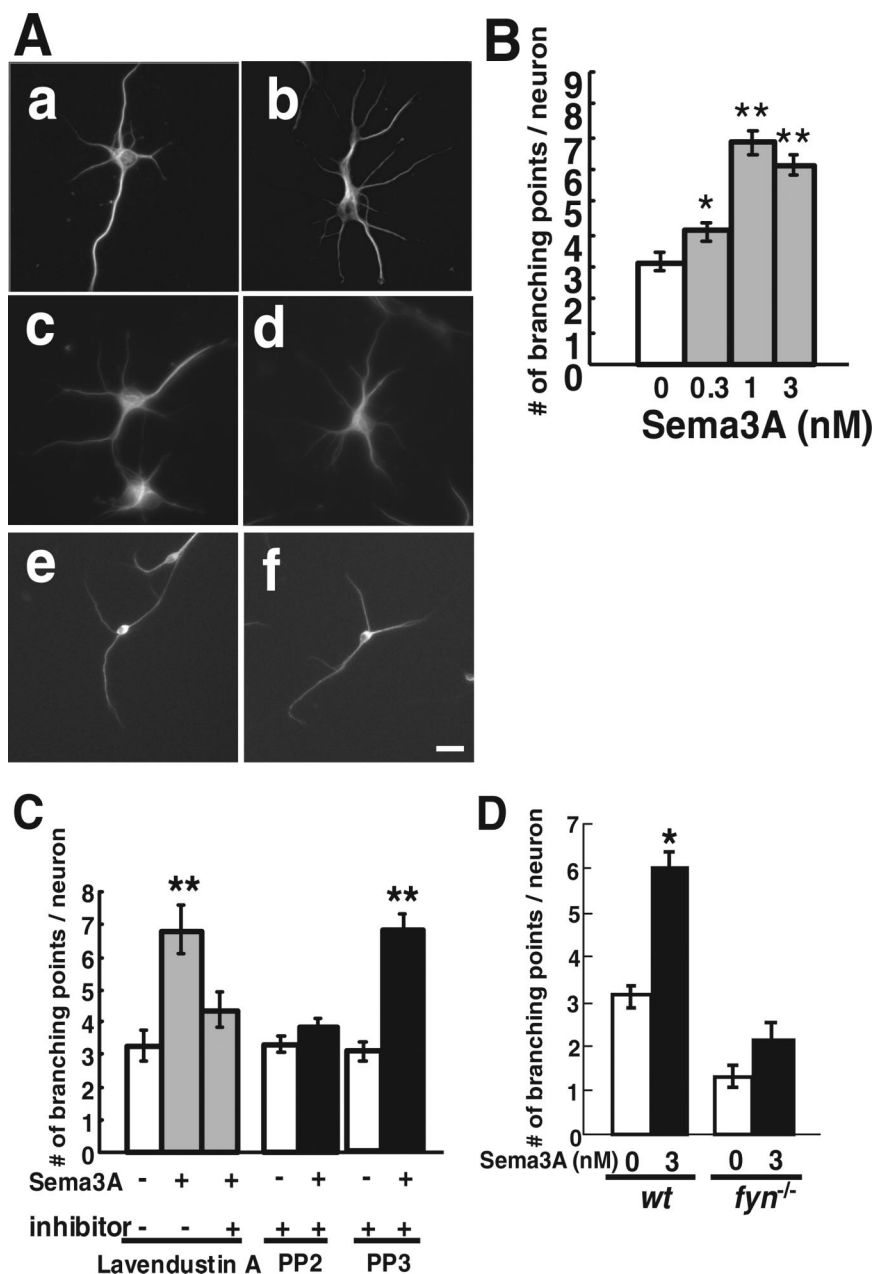 A
a
b
c
d
e
f
B
# of branching points / neuron
9
8
7
6
5
4
3
2
1
0
*
**
**
0 0.3 1 3
Sema3A (nM)
C
# of branching points / neuron
8
7
6
5
4
3
2
1
0
**
**
Sema3A - + + - + - +
inhibitor - - + + + + +
Lavendustin A PP2 PP3
D
# of branching points / neuron
7
6
5
4
3
2
1
0
*
Sema3A (nM) 0 3 0 3
wt fyn-/-